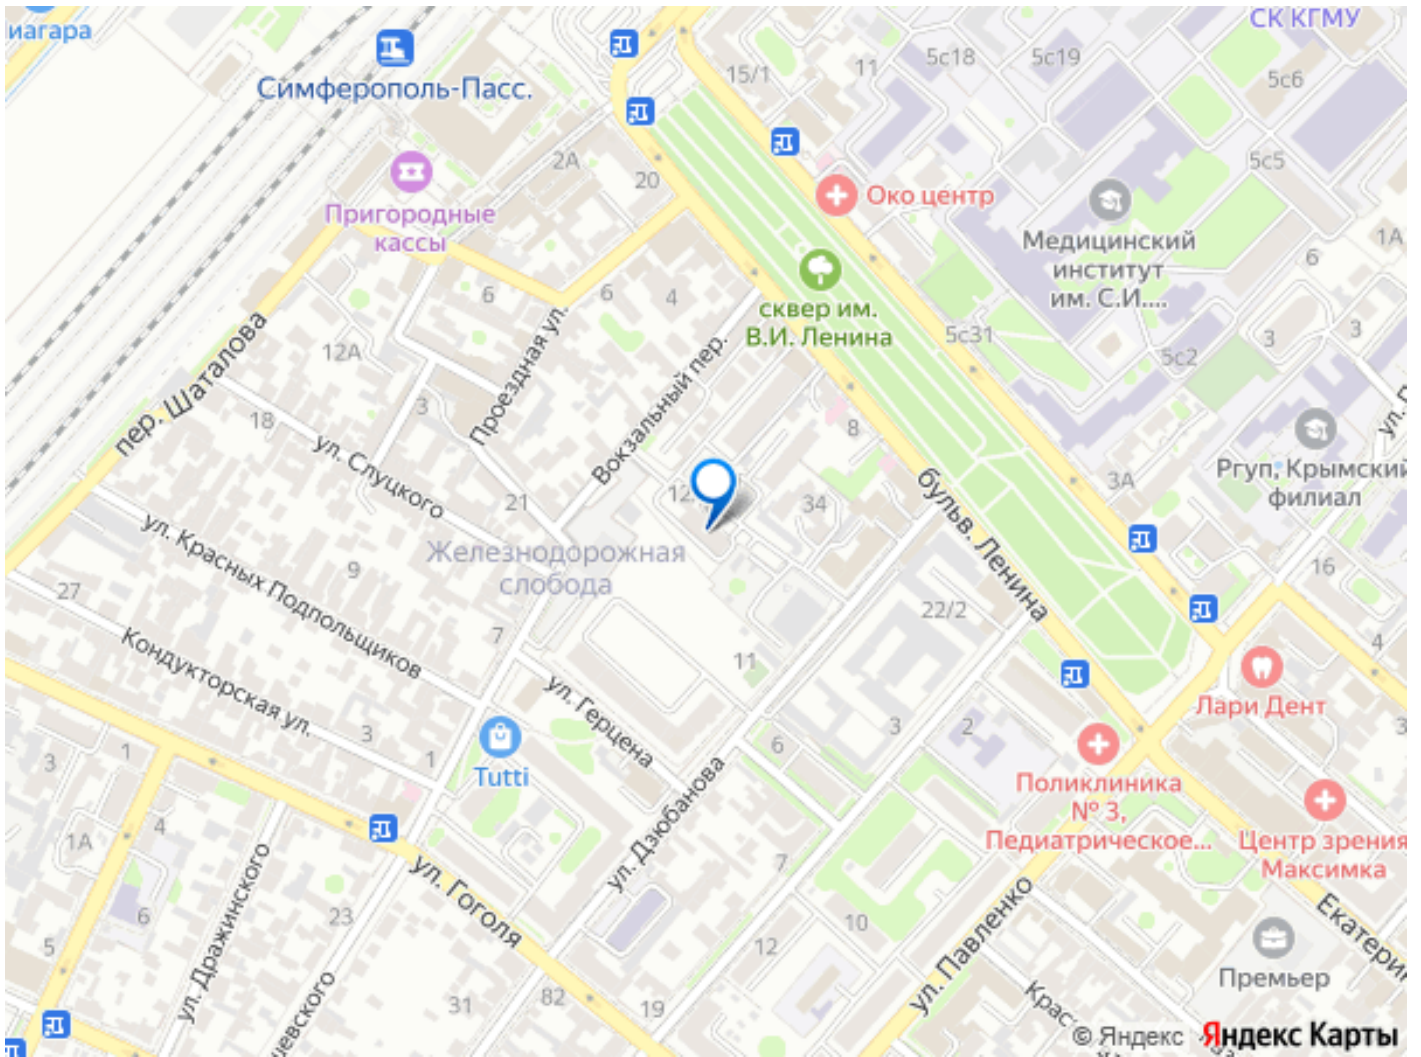 иагара
Симферополь-Пасс.
СК КГМУ
15/1
11
5с18
5с19
5с6
5с5
2А
20
Пригородные
кассы
Око центр
Медицинский
институт
им. С.И....
1А
6
3
3
5с31
5с2
сквер им.
В.И. Ленина
6
6
4
12А
пер. Шаталова
Проездная ул.
Вокзальный пер.
18
3
ул. Слуцкого
8
21
34
бульв. Ленина
3А
Ргуп, Крымский
филиал
Железнодорожная
слобода
ул. Красных Подпольщиков
9
27
7
16
22/2
4
Кондукторская ул.
11
ул. Герцена
3
1
1
3
Tutti
6
3
2
Лари Дент
3
Поликлиника
№ 3,
Педиатрическое...
Центр зрения
Максимка
ул. Дзюбанова
7
1А
4
6
5
ул. Дражинского
23
ул. Гоголя
10
12
ул. Павленко
Премьер
31
82
19
© Яндекс
Яндекс Карты